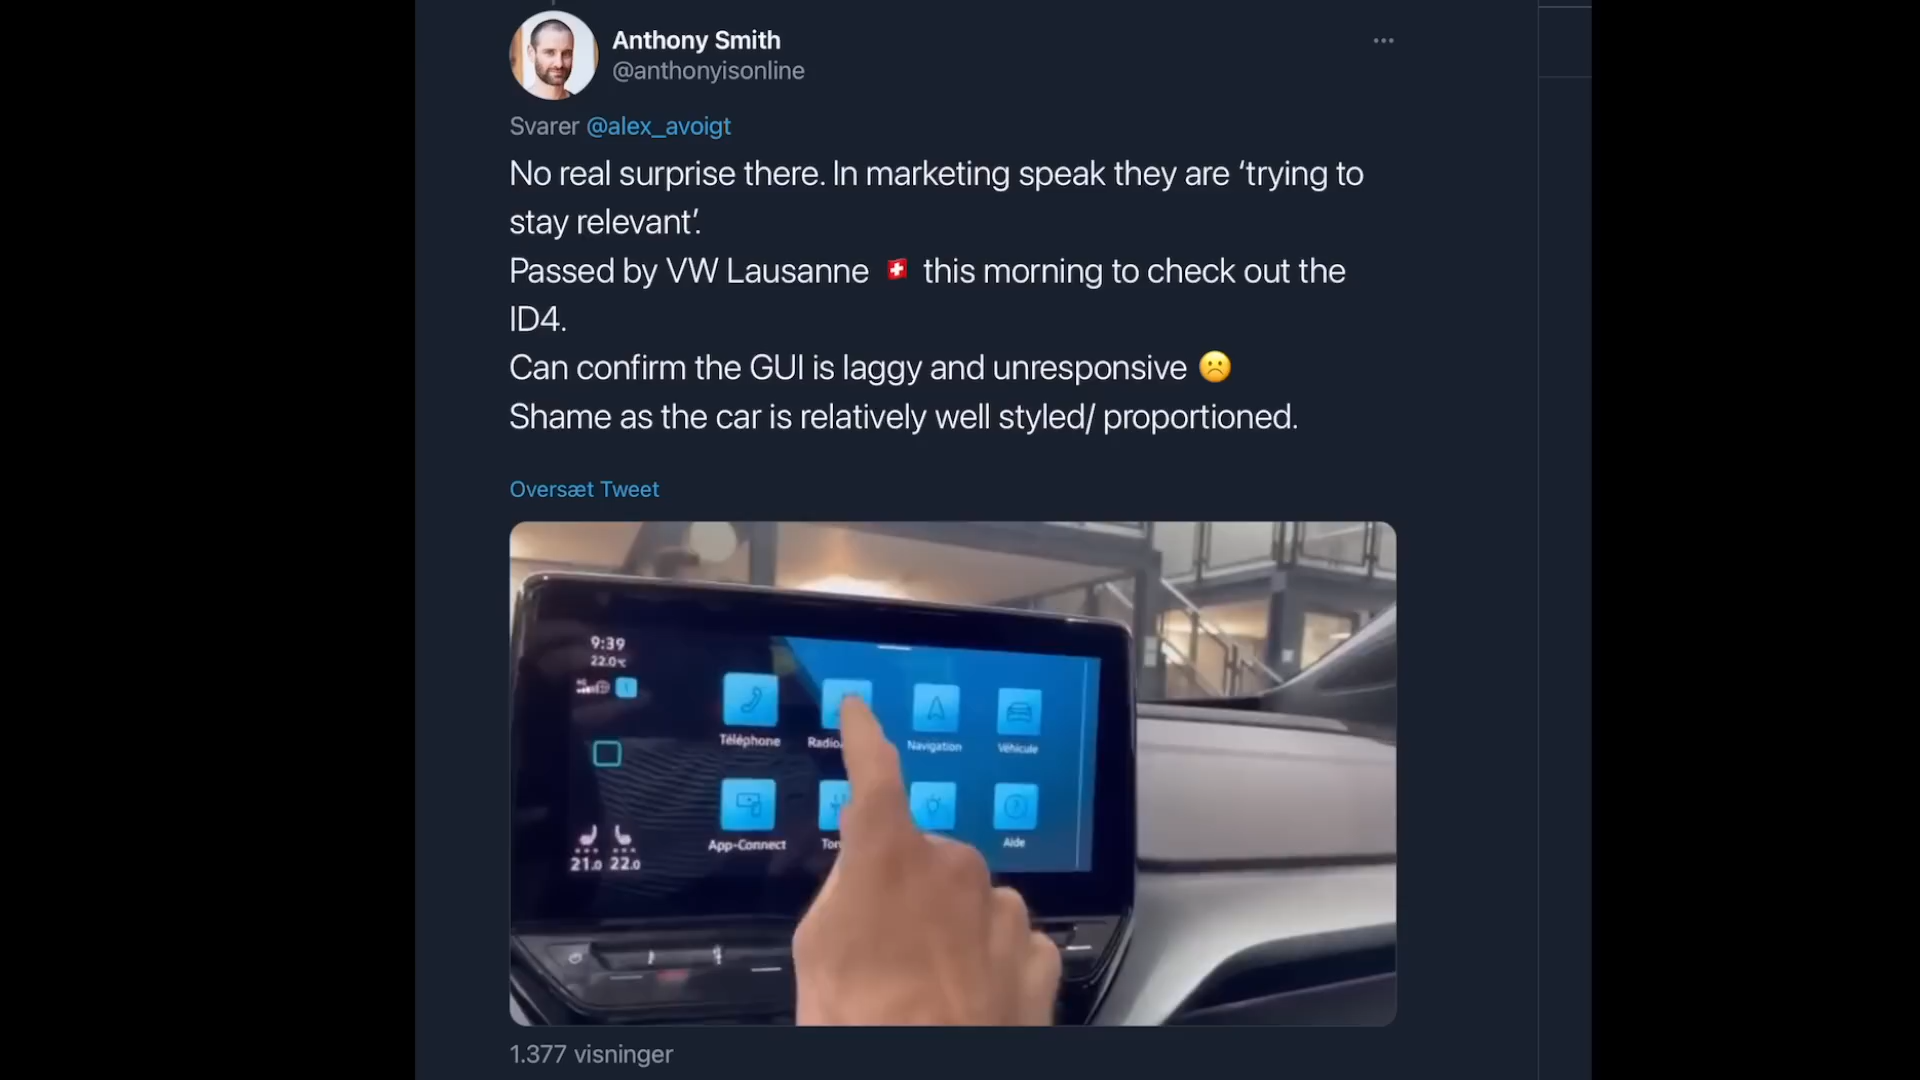 Anthony Smith
@anthonyisonline
Svarer @alex_avoigt
No real surprise there. In marketing speak they are ‘trying to
stay relevant’.
Passed by VW Lausanne 🇨🇭 this morning to check out the
ID4.
Can confirm the GUI is laggy and unresponsive ☹️
Shame as the car is relatively well styled/ proportioned.
Oversæt Tweet
9:39
22.0°C
Téléphone
Radio
Navigation
Véhicule
App-Connect
Aide
21.0 22.0
1.377 visninger